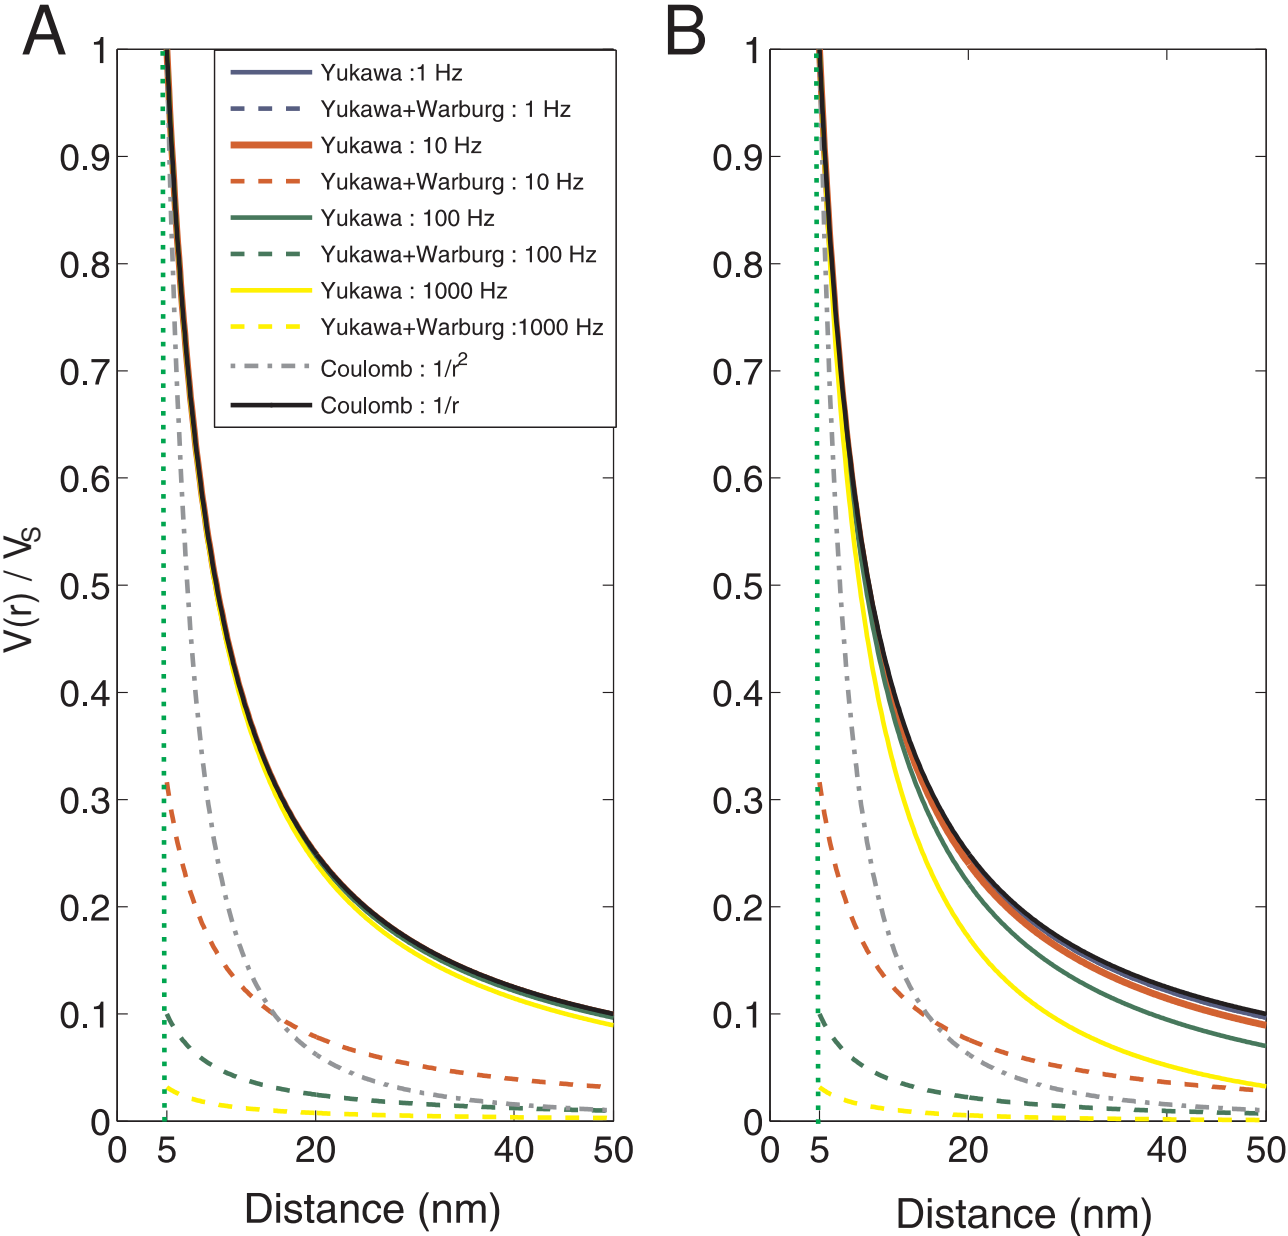 A
B
1
0.9
0.8
0.7
0.6
0.5
0.4
0.3
0.2
0.1
0
V(r) / VS
Yukawa :1 Hz
Yukawa+Warburg : 1 Hz
Yukawa : 10 Hz
Yukawa+Warburg : 10 Hz
Yukawa : 100 Hz
Yukawa+Warburg : 100 Hz
Yukawa : 1000 Hz
Yukawa+Warburg :1000 Hz
Coulomb : 1/r²
Coulomb : 1/r
0 5 20 40 50
Distance (nm)
1
0.9
0.8
0.7
0.6
0.5
0.4
0.3
0.2
0.1
0
0 5 20 40 50
Distance (nm)